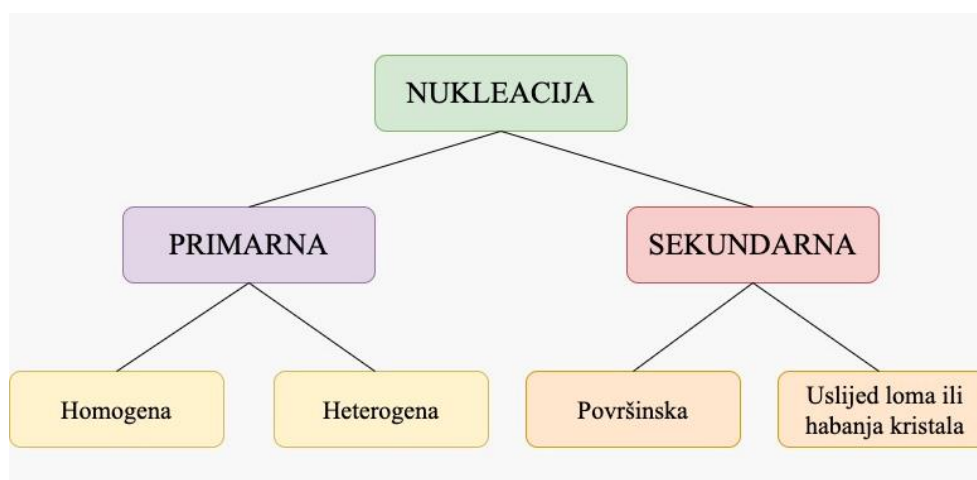 NUKLEACIJA
PRIMARNA
SEKUNDARNA
Homogena
Heterogena
Površinska
Uslijed loma ili
habanja kristala